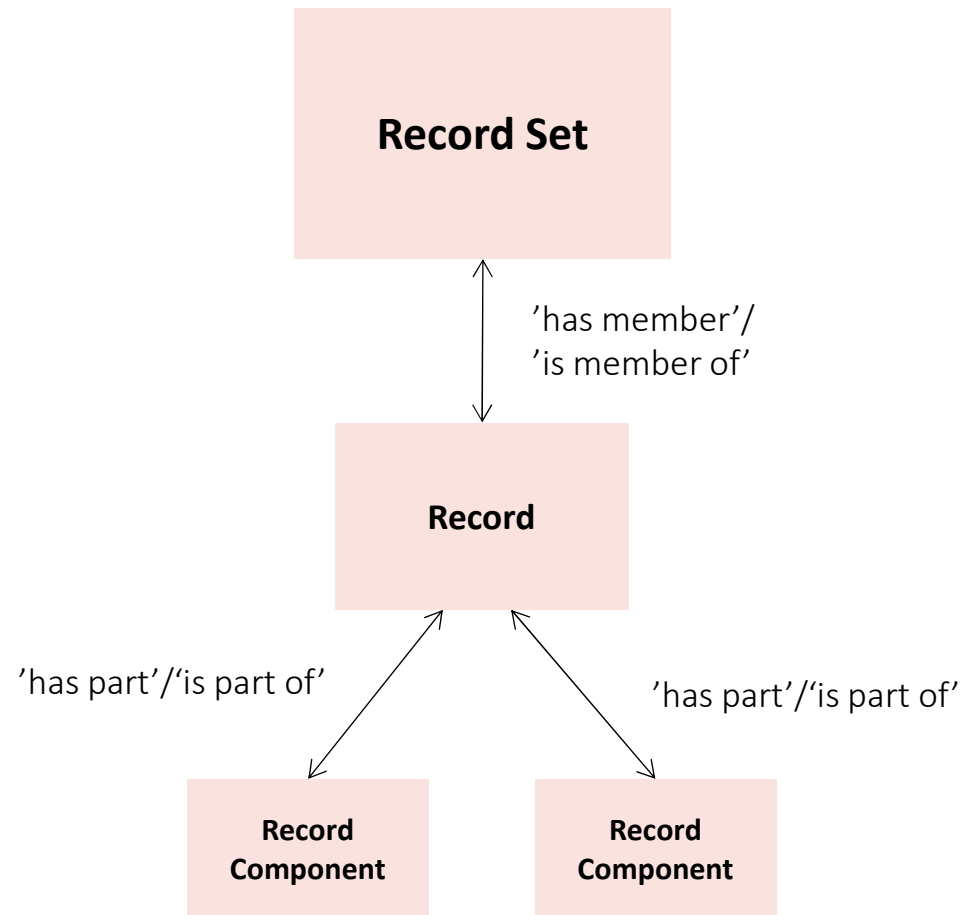 Record Set
’has member’/
’is member of’
Record
’has part’/‘is part of’
’has part’/‘is part of’
Record
Component
Record
Component